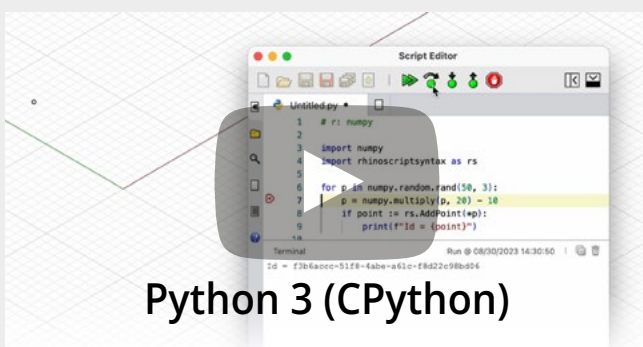 Script Editor
Untitled.py
1 # r: numpy
2
3 import numpy
4 import rhinoscriptsyntax as rs
5
6 for p in numpy.random.rand(50, 3):
7 p = numpy.multiply(p, 20) - 10
8 if point := rs.AddPoint(*p):
9 print(f"Id = {point}")
10
Terminal Run @ 08/30/2023 14:30:50
Id = f3b6accc-51f8-4abe-a61c-f8d22c98bd06
Python 3 (CPython)